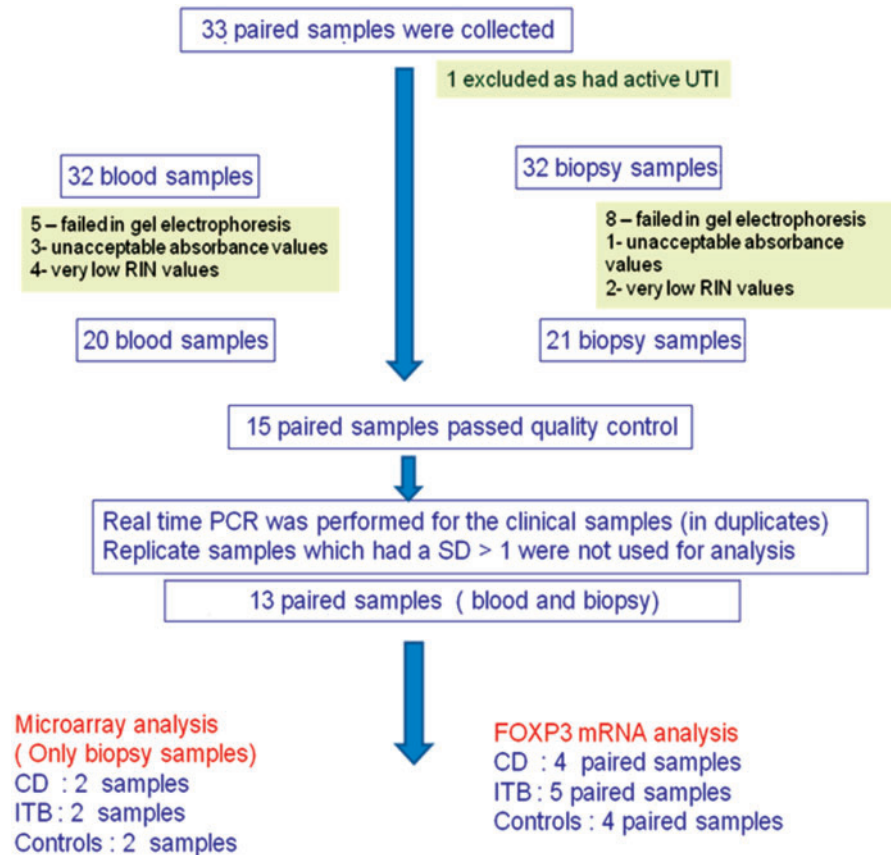 33 paired samples were collected
1 excluded as had active UTI
32 blood samples
5 – failed in gel electrophoresis
3- unacceptable absorbance values
4- very low RIN values
20 blood samples
32 biopsy samples
8 – failed in gel electrophoresis
1- unacceptable absorbance
values
2- very low RIN values
21 biopsy samples
15 paired samples passed quality control
Real time PCR was performed for the clinical samples (in duplicates)
Replicate samples which had a SD > 1 were not used for analysis
13 paired samples ( blood and biopsy)
Microarray analysis
( Only biopsy samples)
CD : 2 samples
ITB : 2 samples
Controls : 2 samples
FOXP3 mRNA analysis
CD : 4 paired samples
ITB : 5 paired samples
Controls : 4 paired samples